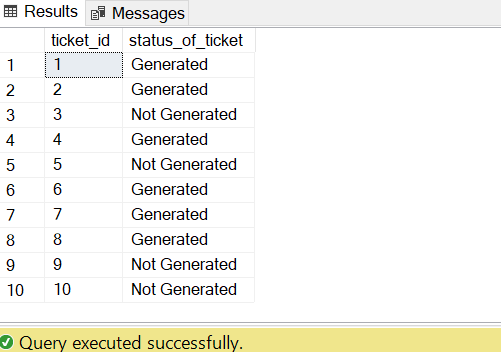 Results Messages
ticket_id status_of_ticket
1 1 Generated
2 2 Generated
3 3 Not Generated
4 4 Generated
5 5 Not Generated
6 6 Generated
7 7 Generated
8 8 Generated
9 9 Not Generated
10 10 Not Generated
Query executed successfully.